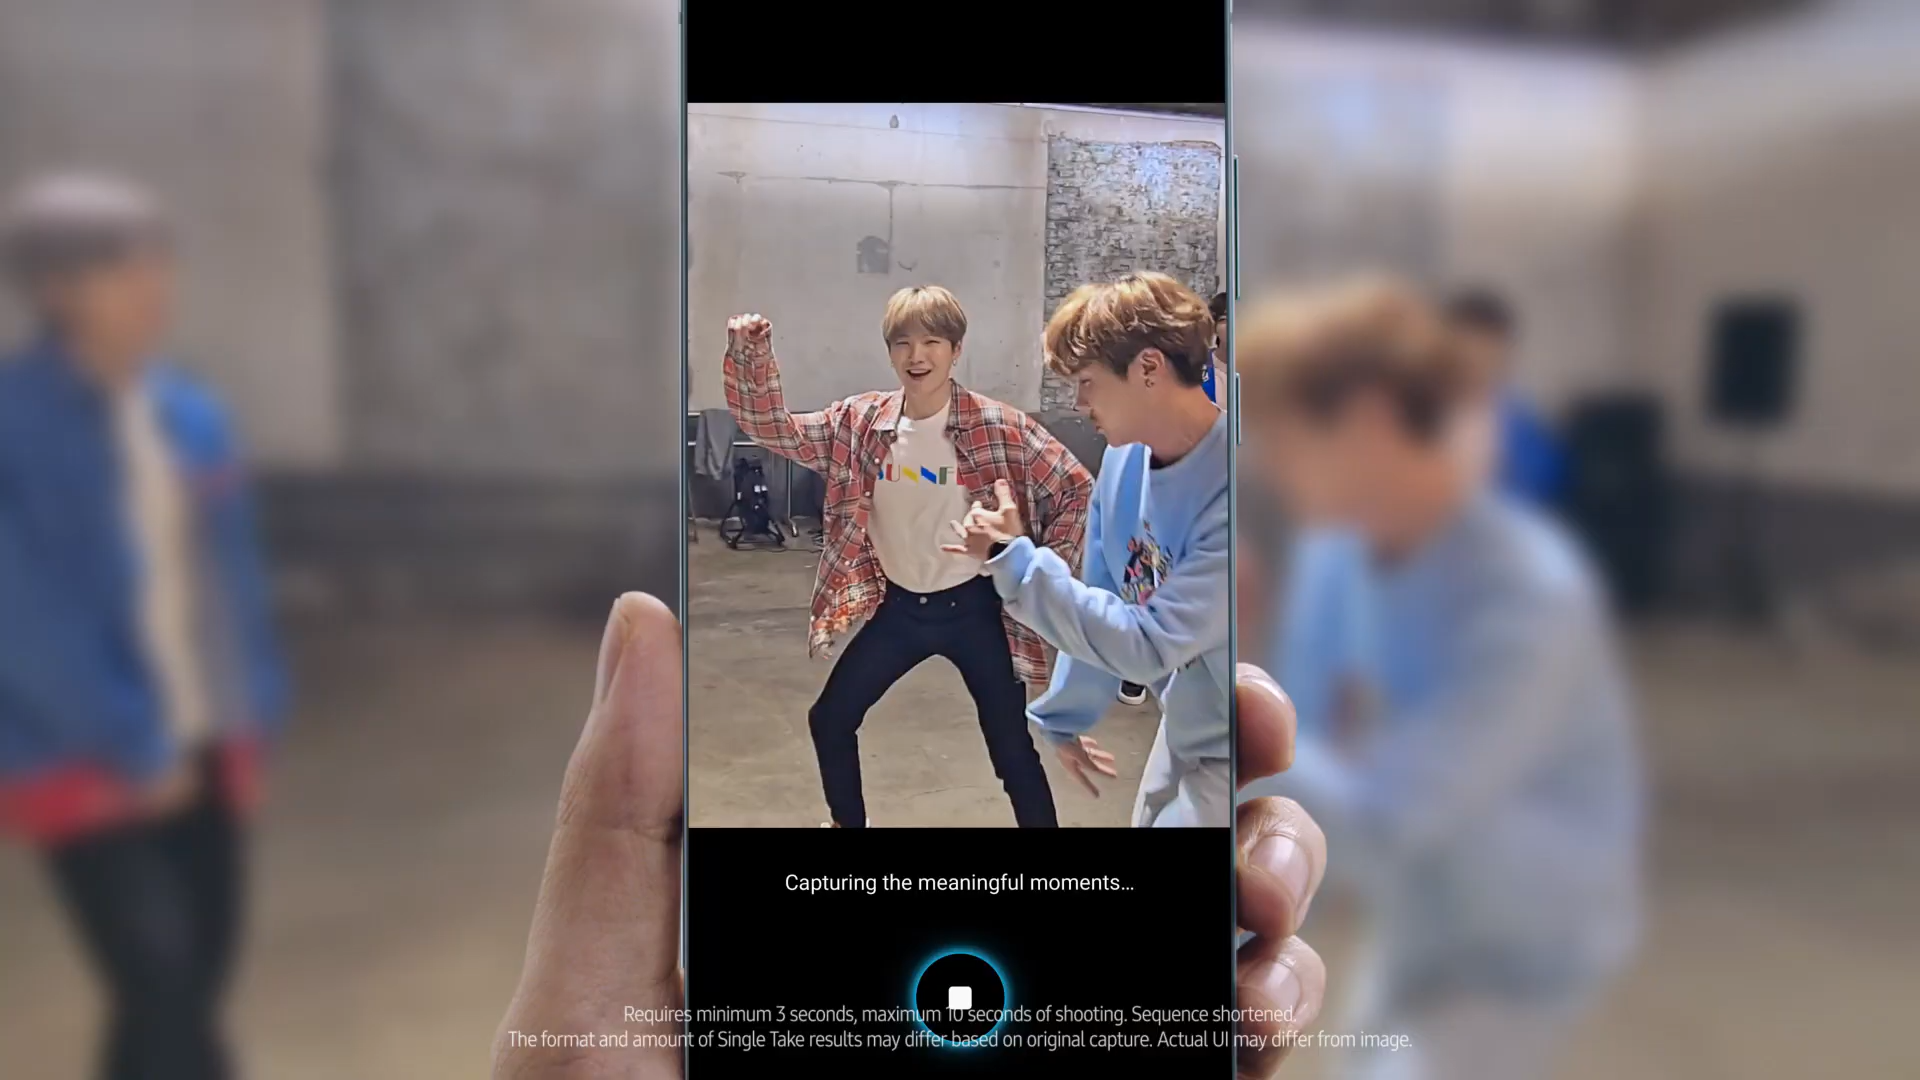 SUNNF
Capturing the meaningful moments...
Requires minimum 3 seconds, maximum 10 seconds of shooting. Sequence shortened.
The format and amount of Single Take results may differ based on original capture. Actual UI may differ from image.